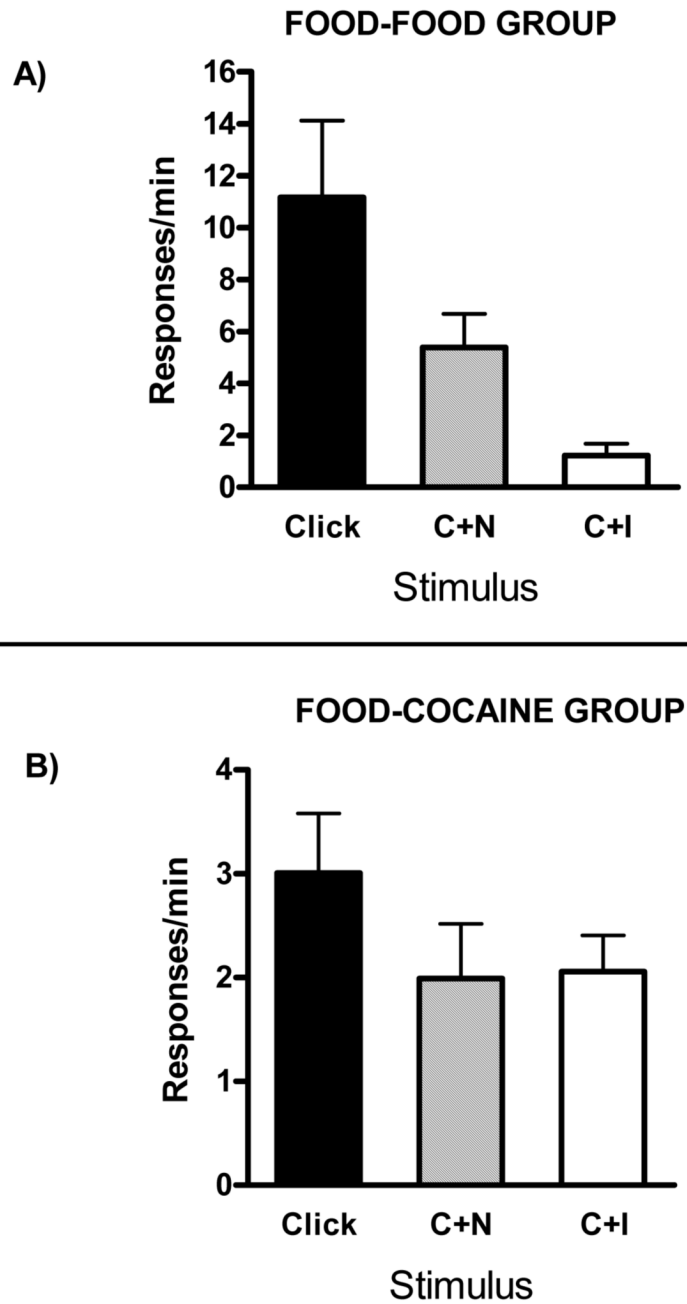 FOOD-FOOD GROUP
A)
16
14
12
10
8
6
4
2
0
Responses/min
Click C+N C+I
Stimulus
FOOD-COCAINE GROUP
B)
4
3
2
1
0
Responses/min
Click C+N C+I
Stimulus